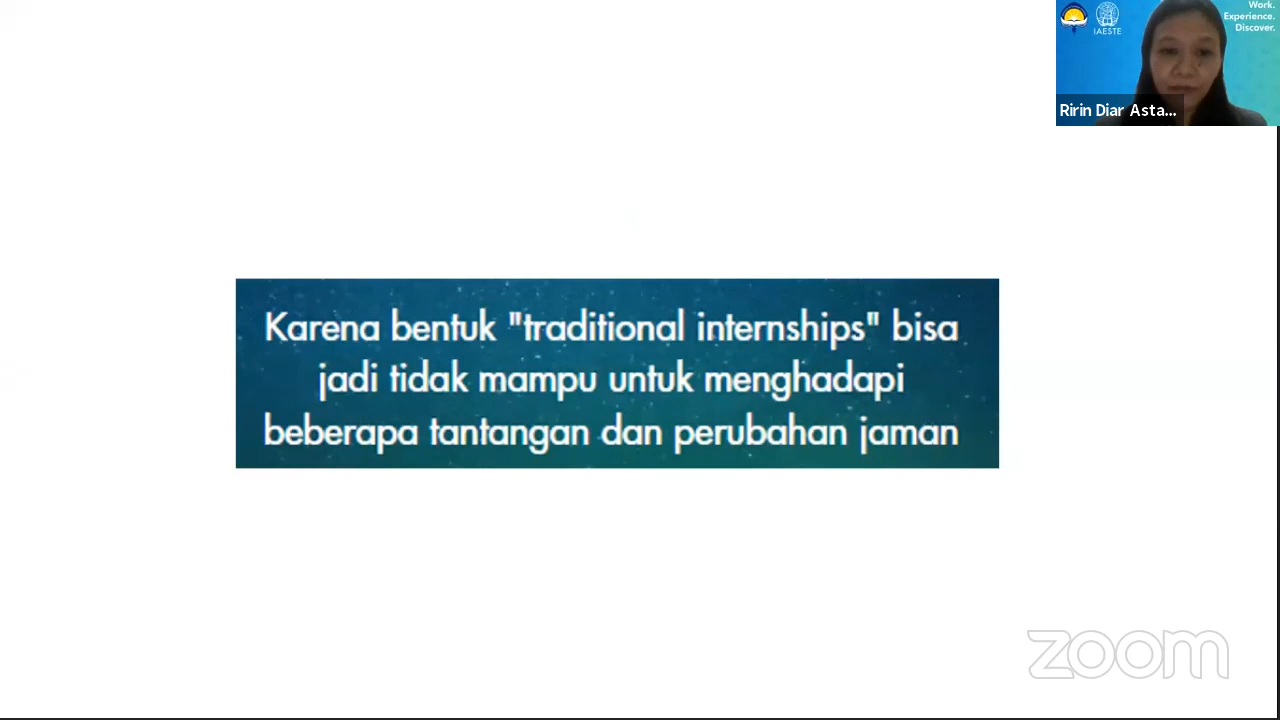 Work.
Experience.
Discover.
IAESTE
Ririn Diar Asta...
Karena bentuk "traditional internships" bisa
jadi tidak mampu untuk menghadapi
beberapa tantangan dan perubahan jaman
zoom